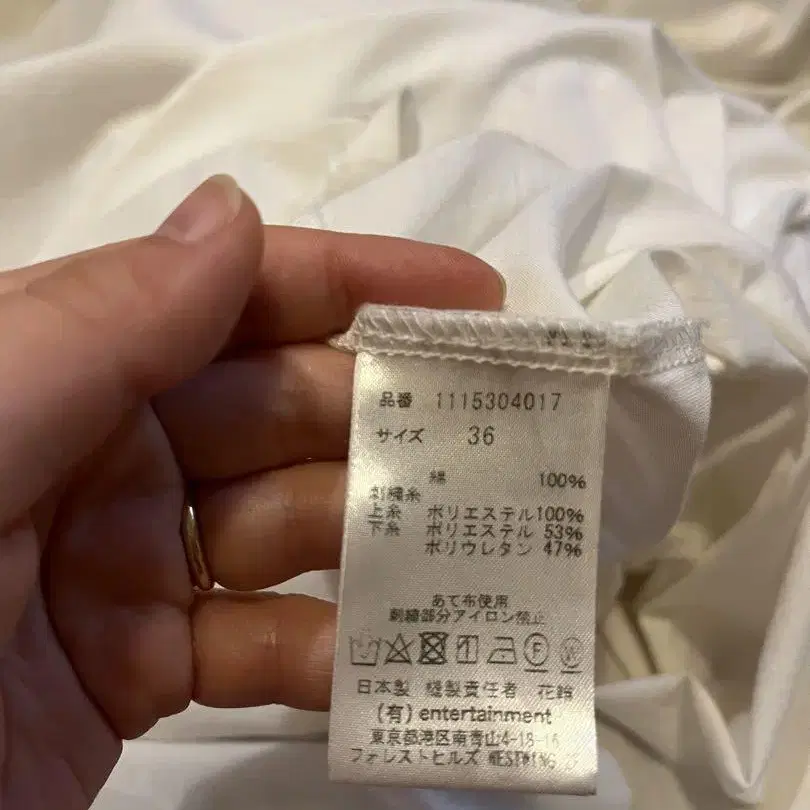 品番 1115304017
サイズ 36
綿 100%
刺繍糸
上糸 ポリエステル100%
下糸 ポリエステル 53%
ポリウレタン 47%
あて布使用
刺繍部分アイロン禁止
F W
日本製 縫製責任者 花鈴
(有) entertainment
東京都港区南青山4-18-16
フォレストヒルズ WESTWING 2F